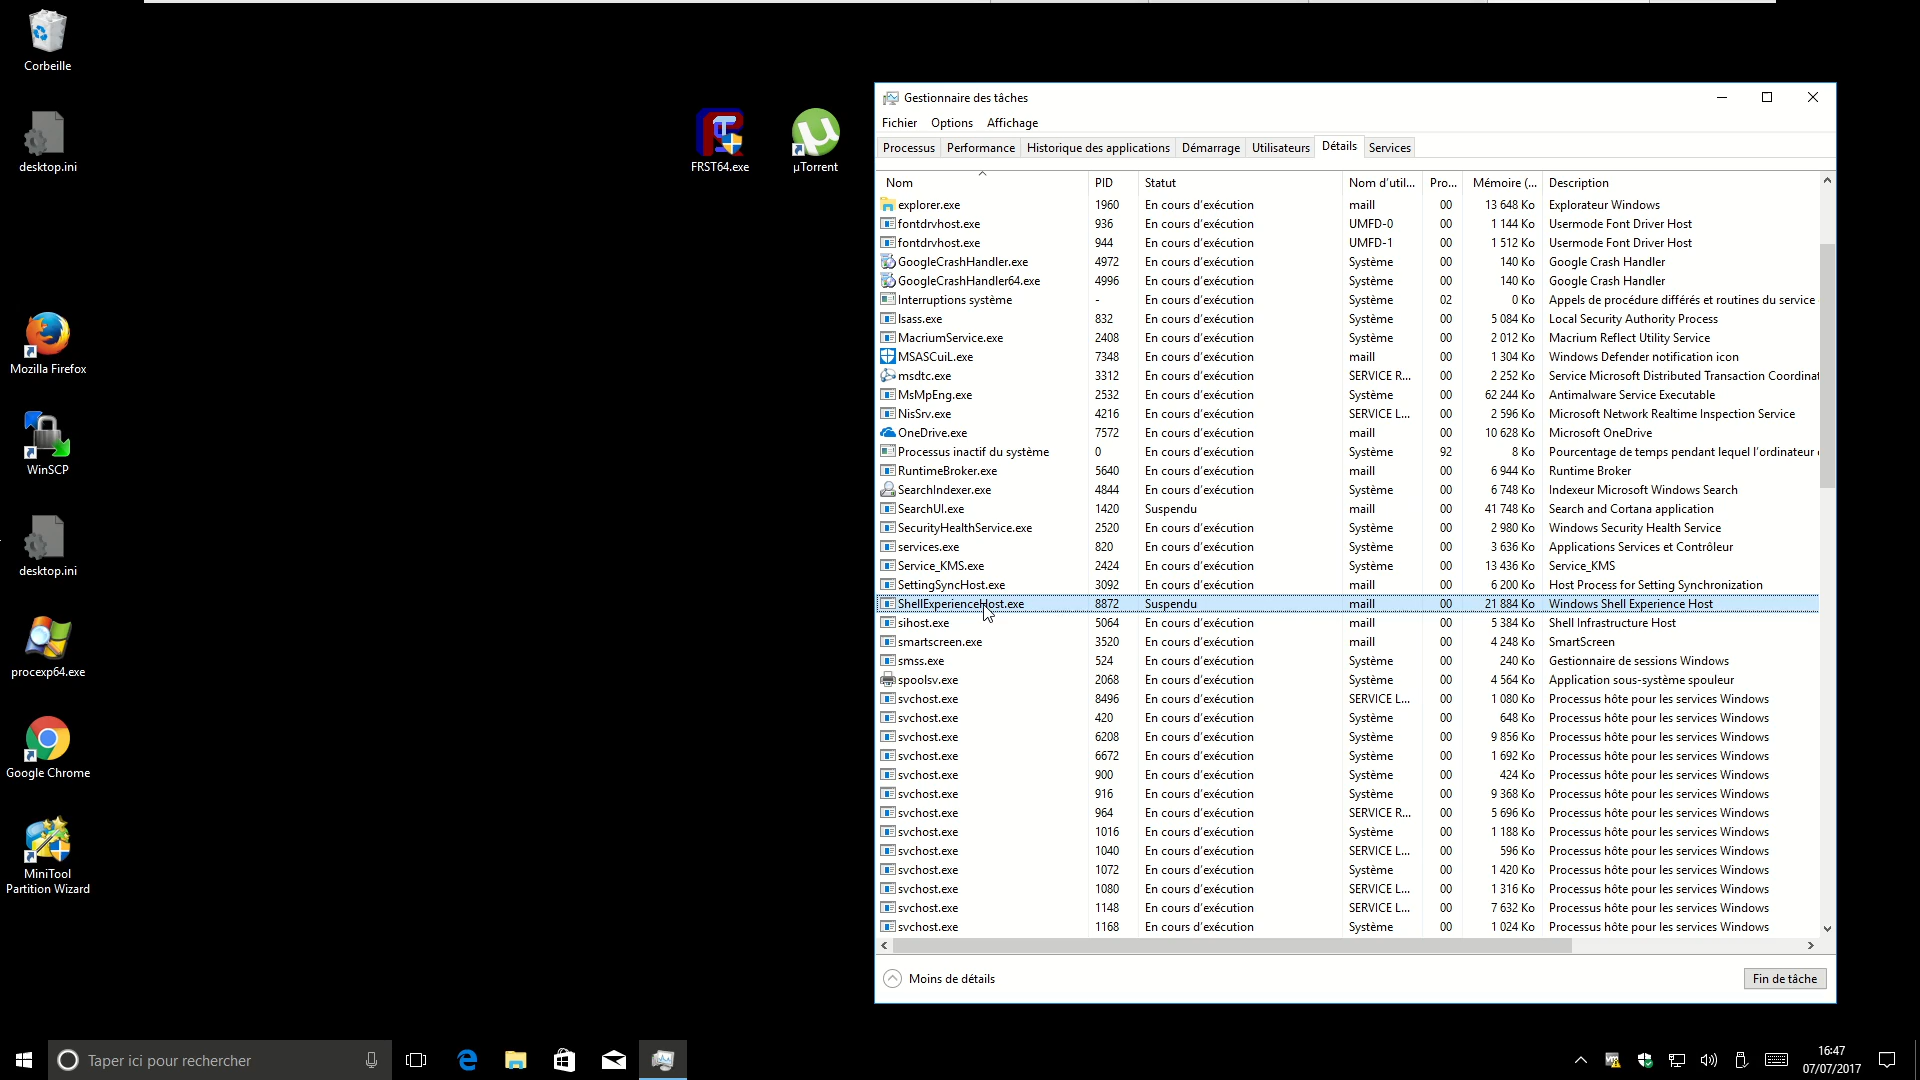 Corbeille
desktop.ini
FRST64.exe
µTorrent
Mozilla Firefox
WinSCP
desktop.ini
procexp64.exe
Google Chrome
MiniTool
Partition Wizard
Gestionnaire des tâches
Fichier Options Affichage
Processus Performance Historique des applications Démarrage Utilisateurs Détails Services
Nom PID Statut Nom d'util... Pro... Mémoire (... Description
explorer.exe 1960 En cours d'exécution maill 00 13 648 Ko Explorateur Windows
fontdrvhost.exe 936 En cours d'exécution UMFD-0 00 1 144 Ko Usermode Font Driver Host
fontdrvhost.exe 944 En cours d'exécution UMFD-1 00 1 512 Ko Usermode Font Driver Host
GoogleCrashHandler.exe 4972 En cours d'exécution Système 00 140 Ko Google Crash Handler
GoogleCrashHandler64.exe 4996 En cours d'exécution Système 00 140 Ko Google Crash Handler
Interruptions système - En cours d'exécution Système 02 0 Ko Appels de procédure différés et routines du service
lsass.exe 832 En cours d'exécution Système 00 5 084 Ko Local Security Authority Process
MacriumService.exe 2408 En cours d'exécution Système 00 2 012 Ko Macrium Reflect Utility Service
MSASCuiL.exe 7348 En cours d'exécution maill 00 1 304 Ko Windows Defender notification icon
msdtc.exe 3312 En cours d'exécution SERVICE R... 00 2 252 Ko Service Microsoft Distributed Transaction Coordinat
MsMpEng.exe 2532 En cours d'exécution Système 00 62 244 Ko Antimalware Service Executable
NisSrv.exe 4216 En cours d'exécution SERVICE L... 00 2 596 Ko Microsoft Network Realtime Inspection Service
OneDrive.exe 7572 En cours d'exécution maill 00 10 628 Ko Microsoft OneDrive
Processus inactif du système 0 En cours d'exécution Système 92 8 Ko Pourcentage de temps pendant lequel l'ordinateur
RuntimeBroker.exe 5640 En cours d'exécution maill 00 6 944 Ko Runtime Broker
SearchIndexer.exe 4844 En cours d'exécution Système 00 6 748 Ko Indexeur Microsoft Windows Search
SearchUI.exe 1420 Suspendu maill 00 41 748 Ko Search and Cortana application
SecurityHealthService.exe 2520 En cours d'exécution Système 00 2 980 Ko Windows Security Health Service
services.exe 820 En cours d'exécution Système 00 3 636 Ko Applications Services et Contrôleur
Service_KMS.exe 2424 En cours d'exécution Système 00 13 436 Ko Service_KMS
SettingSyncHost.exe 3092 En cours d'exécution maill 00 6 200 Ko Host Process for Setting Synchronization
ShellExperienceHost.exe 8872 Suspendu maill 00 21 884 Ko Windows Shell Experience Host
sihost.exe 5064 En cours d'exécution maill 00 5 384 Ko Shell Infrastructure Host
smartscreen.exe 3520 En cours d'exécution maill 00 4 248 Ko SmartScreen
smss.exe 524 En cours d'exécution Système 00 240 Ko Gestionnaire de sessions Windows
spoolsv.exe 2068 En cours d'exécution Système 00 4 564 Ko Application sous-système spouleur
svchost.exe 8496 En cours d'exécution SERVICE L... 00 1 080 Ko Processus hôte pour les services Windows
svchost.exe 420 En cours d'exécution Système 00 648 Ko Processus hôte pour les services Windows
svchost.exe 6208 En cours d'exécution Système 00 9 856 Ko Processus hôte pour les services Windows
svchost.exe 6672 En cours d'exécution Système 00 1 692 Ko Processus hôte pour les services Windows
svchost.exe 900 En cours d'exécution Système 00 424 Ko Processus hôte pour les services Windows
svchost.exe 916 En cours d'exécution Système 00 9 368 Ko Processus hôte pour les services Windows
svchost.exe 964 En cours d'exécution SERVICE R... 00 5 696 Ko Processus hôte pour les services Windows
svchost.exe 1016 En cours d'exécution Système 00 1 188 Ko Processus hôte pour les services Windows
svchost.exe 1040 En cours d'exécution SERVICE L... 00 596 Ko Processus hôte pour les services Windows
svchost.exe 1072 En cours d'exécution Système 00 1 420 Ko Processus hôte pour les services Windows
svchost.exe 1080 En cours d'exécution SERVICE L... 00 1 316 Ko Processus hôte pour les services Windows
svchost.exe 1148 En cours d'exécution SERVICE L... 00 7 632 Ko Processus hôte pour les services Windows
svchost.exe 1168 En cours d'exécution Système 00 1 024 Ko Processus hôte pour les services Windows
Moins de détails
Fin de tâche
Taper ici pour rechercher
16:47
07/07/2017